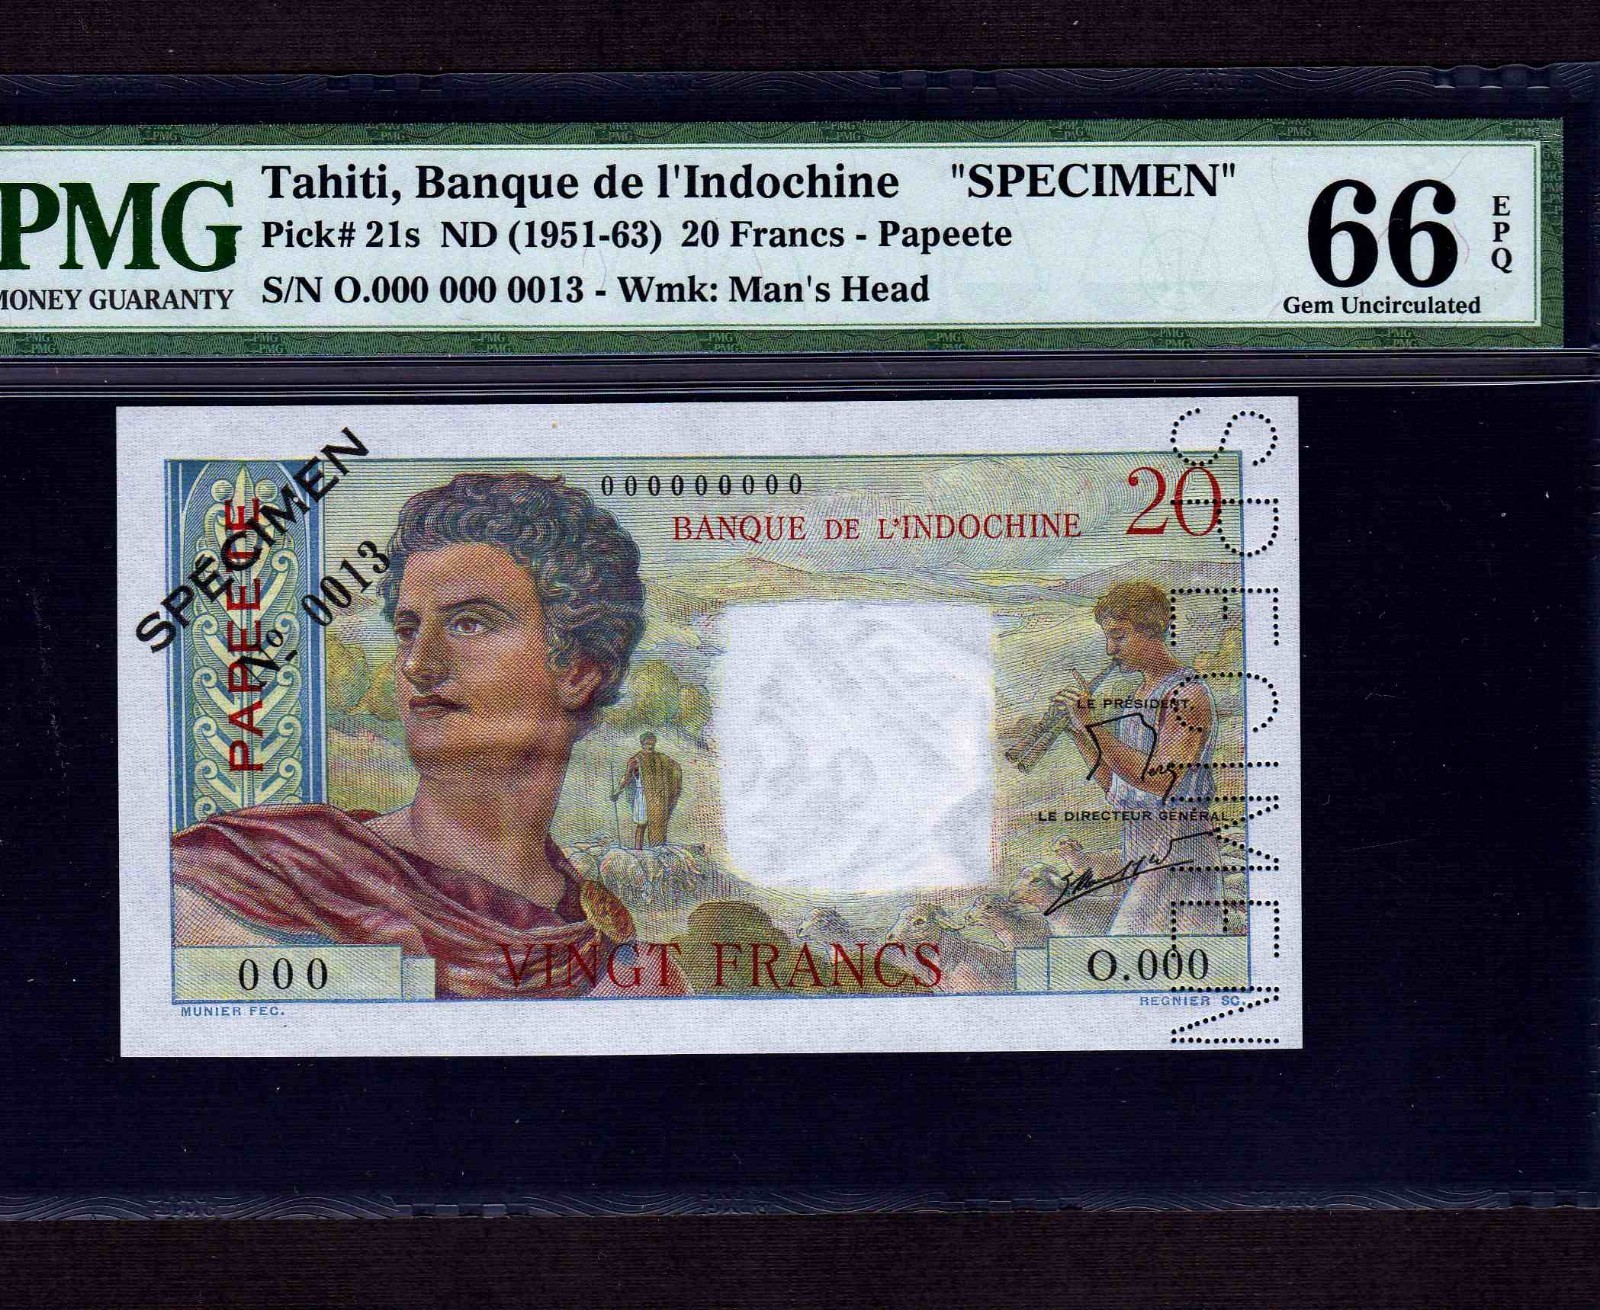 PMG
MONEY GUARANTY
Tahiti, Banque de l'Indochine "SPECIMEN"
Pick# 21s ND (1951-63) 20 Francs - Papeete
S/N O.000 000 0013 - Wmk: Man's Head
66
EPQ
Gem Uncirculated
SPÉCIMEN
No 0013
PAPEETE
000000000
BANQUE DE L'INDOCHINE
20
SPECIMEN
LE PRÉSIDENT,
LE DIRECTEUR GÉNÉRAL,
VINGT FRANCS
000
O.000
MUNIER FEC.
REGNIER SC.